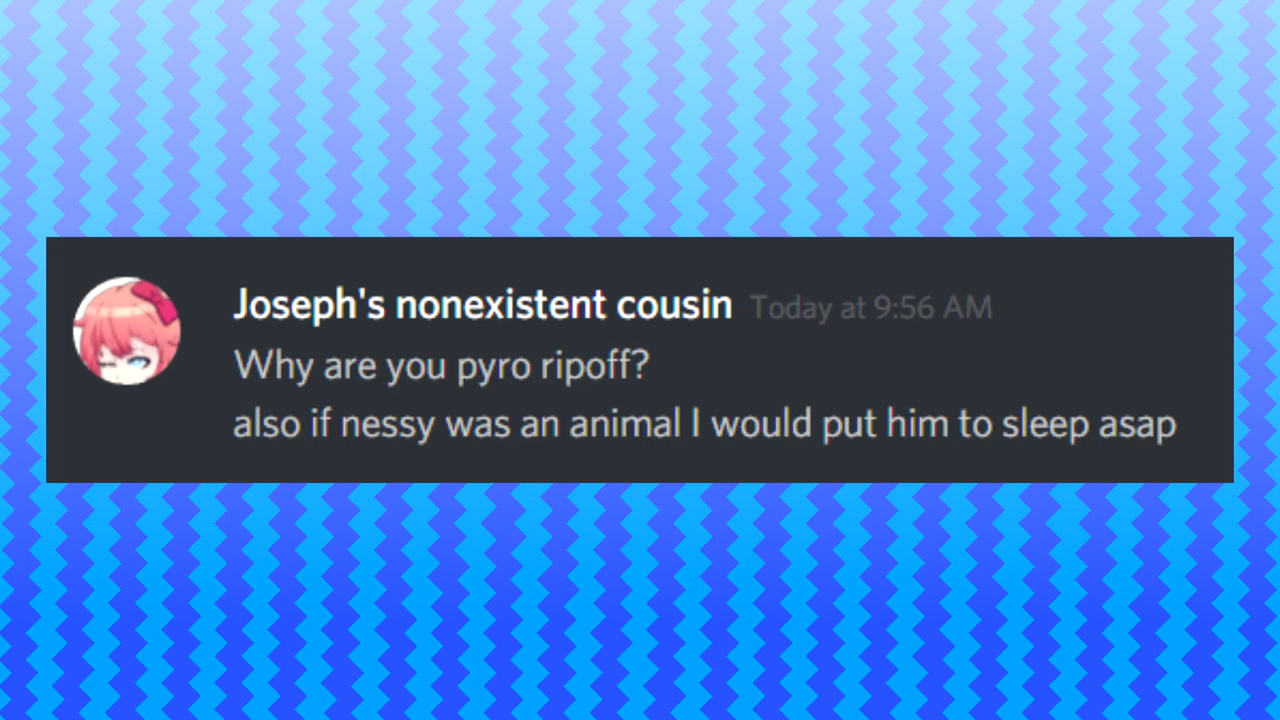 Joseph's nonexistent cousin Today at 9:56 AM
Why are you pyro ripoff?
also if nessy was an animal I would put him to sleep asap